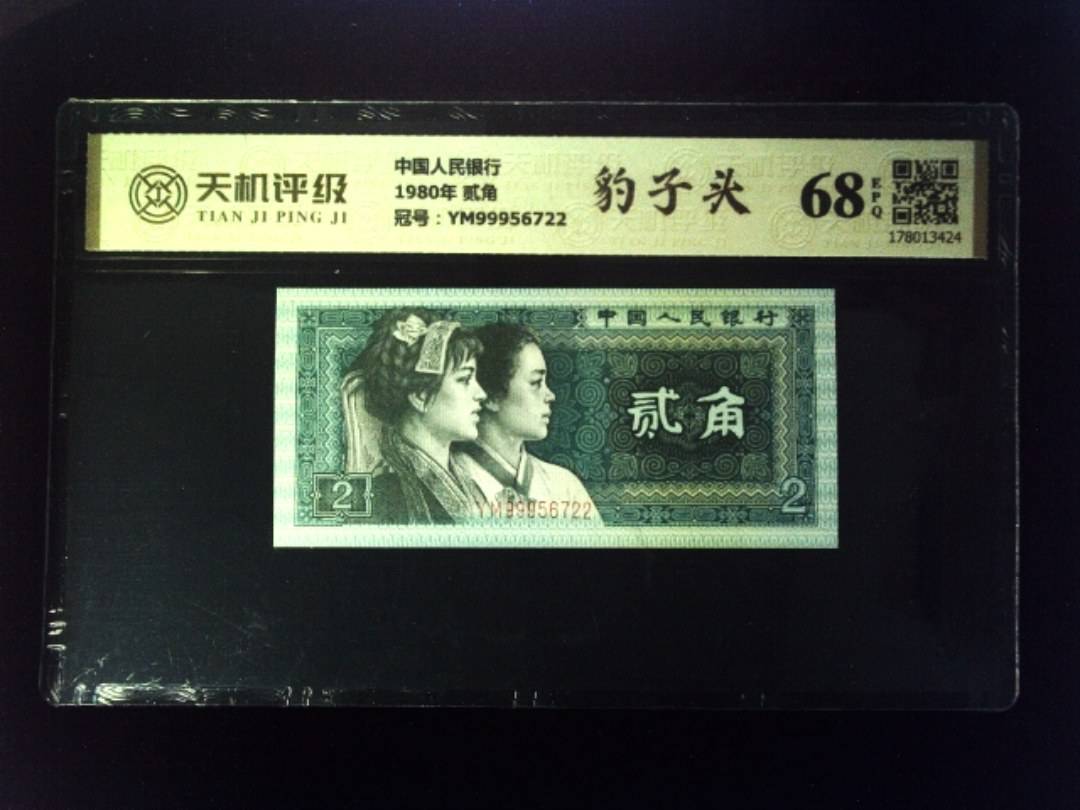 天机评级
TIAN JI PING JI
中国人民银行
1980年 贰角
冠号：YM99956722
豹子头
68
EPQ
178013424
中国人民银行
贰角
2
2
YM99956722